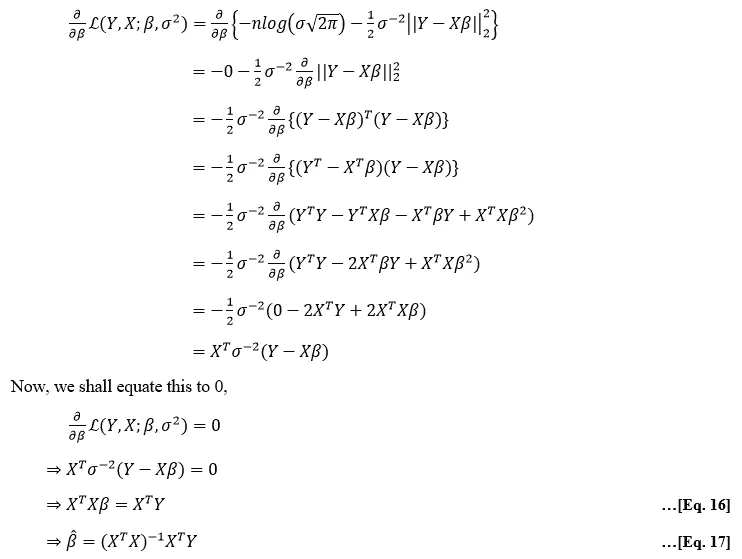 ∂/∂β ℒ(Y, X; β, σ²) = ∂/∂β {−nlog(σ√2π) − ½σ⁻²||Y − Xβ||₂²}
= −0 − ½σ⁻² ∂/∂β ||Y − Xβ||₂²
= −½σ⁻² ∂/∂β {(Y − Xβ)ᵀ(Y − Xβ)}
= −½σ⁻² ∂/∂β {(Yᵀ − Xᵀβ)(Y − Xβ)}
= −½σ⁻² ∂/∂β (YᵀY − YᵀXβ − XᵀβY + XᵀXβ²)
= −½σ⁻² ∂/∂β (YᵀY − 2XᵀβY + XᵀXβ²)
= −½σ⁻²(0 − 2XᵀY + 2XᵀXβ)
= Xᵀσ⁻²(Y − Xβ)
Now, we shall equate this to 0,
∂/∂β ℒ(Y, X; β, σ²) = 0
⇒ Xᵀσ⁻²(Y − Xβ) = 0
⇒ XᵀXβ = XᵀY …[Eq. 16]
⇒ β̂ = (XᵀX)⁻¹XᵀY …[Eq. 17]